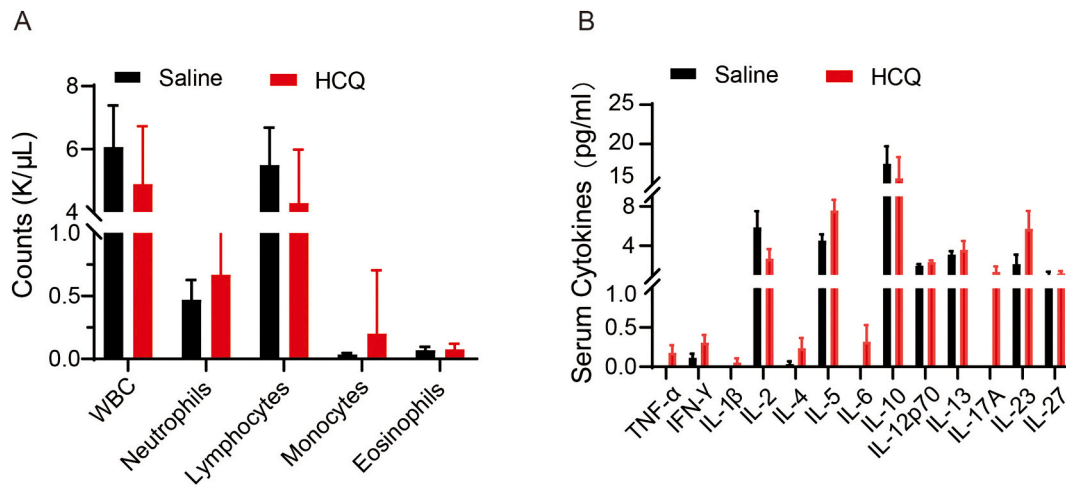 A
Saline
HCQ
Counts (K/μL)
8
6
4
1.0
0.5
0.0
WBC
Neutrophils
Lymphocytes
Monocytes
Eosinophils
B
Saline
HCQ
Serum Cytokines (pg/ml)
25
20
15
8
4
1.0
0.5
0.0
TNF-α
IFN-γ
IL-1β
IL-2
IL-4
IL-5
IL-6
IL-10
IL-12p70
IL-13
IL-17A
IL-23
IL-27